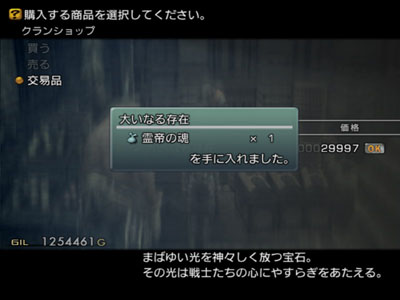 購入する商品を選択してください。
クランショップ
買う
売る
交易品
大いなる存在
霊帝の魂 × 1
を手に入れました。
価格
29997 OK
GIL 1254461G
まばゆい光を神々しく放つ宝石。
その光は戦士たちの心にやすらぎをあたえる。